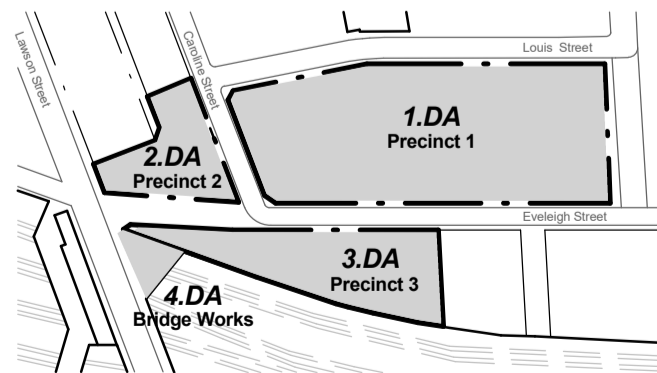 Louis Street
Lawson Street
Caroline Street
1.DA
Precinct 1
2.DA
Precinct 2
Eveleigh Street
3.DA
Precinct 3
4.DA
Bridge Works